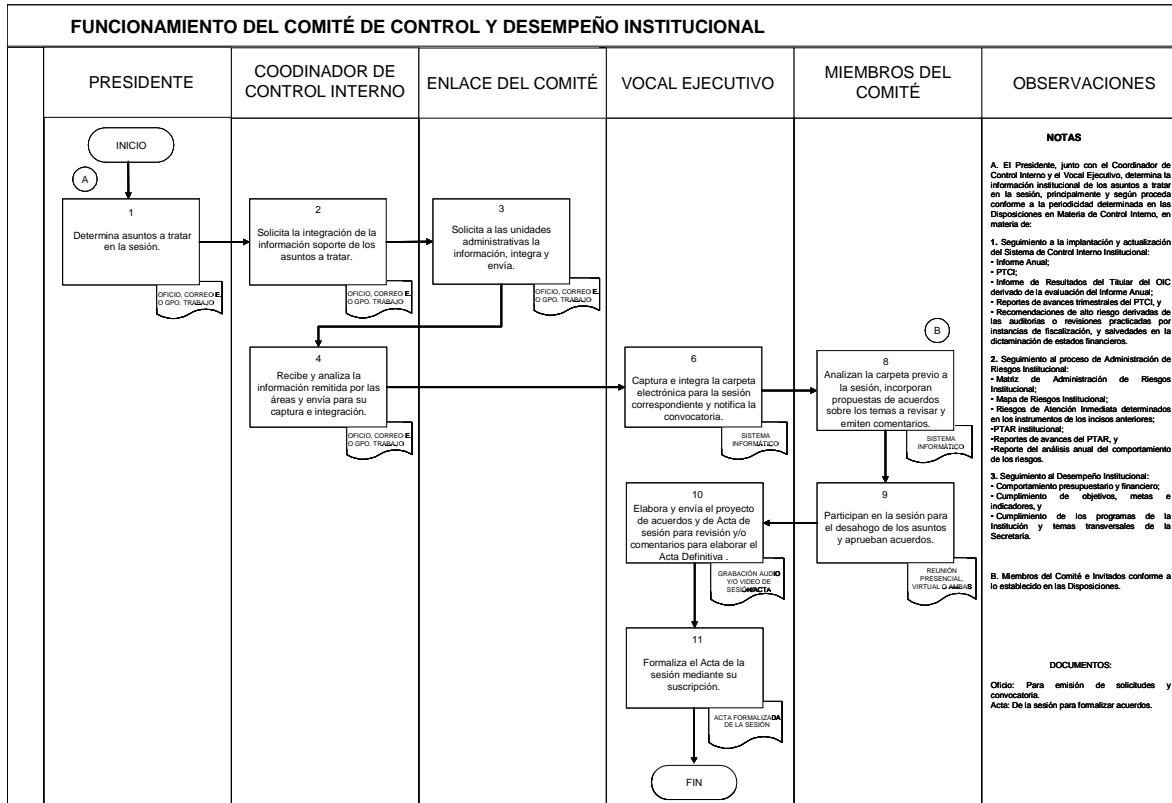 FUNCIONAMIENTO DEL COMITÉ DE CONTROL Y DESEMPEÑO INSTITUCIONAL
PRESIDENTE
COODINADOR DE
CONTROL INTERNO
ENLACE DEL COMITÉ
VOCAL EJECUTIVO
MIEMBROS DEL
COMITÉ
OBSERVACIONES
INICIO
A
1
Determina asuntos a tratar
en la sesión.
OFICIO, CORREO E.
O GPO. TRABAJO
2
Solicita la integración de la
información soporte de los
asuntos a tratar.
OFICIO, CORREO E.
O GPO. TRABAJO
3
Solicita a las unidades
administrativas la
información, integra y
envía.
OFICIO, CORREO E.
O GPO. TRABAJO
4
Recibe y analiza la
información remitida por las
áreas y envía para su
captura e integración.
OFICIO, CORREO E.
O GPO. TRABAJO
6
Captura e integra la carpeta
electrónica para la sesión
correspondiente y notifica la
convocatoria.
SISTEMA
INFORMÁTICO
B
8
Analizan la carpeta previo a
la sesión, incorporan
propuestas de acuerdos
sobre los temas a revisar y
emiten comentarios.
SISTEMA
INFORMÁTICO
9
Participan en la sesión para
el desahogo de los asuntos
y aprueban acuerdos.
REUNIÓN
PRESENCIAL,
VIRTUAL O AMBAS
10
Elabora y envía el proyecto
de acuerdos y de Acta de
sesión para revisión y/o
comentarios para elaborar el
Acta Definitiva .
GRABACIÓN AUDIO
Y/O VIDEO DE
SESIÓN/ACTA
11
Formaliza el Acta de la
sesión mediante su
suscripción.
ACTA FORMALIZADA
DE LA SESIÓN
FIN
NOTAS
A. El Presidente, junto con el Coordinador de
Control Interno y el Vocal Ejecutivo, determina la
información institucional de los asuntos a tratar
en la sesión, principalmente y según proceda
conforme a la periodicidad determinada en las
Disposiciones en Materia de Control Interno, en
materia de:
1. Seguimiento a la implantación y actualización
del Sistema de Control Interno Institucional:
• Informe Anual;
• PTCI;
• Informe de Resultados del Titular del OIC
derivado de la evaluación del Informe Anual;
• Reportes de avances trimestrales del PTCI, y
• Recomendaciones de alto riesgo derivadas de
las auditorias o revisiones practicadas por
instancias de fiscalización, y salvedades en la
dictaminación de estados financieros.
2. Seguimiento al proceso de Administración de
Riesgos Institucional:
• Matriz de Administración de Riesgos
Institucional;
• Mapa de Riesgos Institucional;
• Riesgos de Atención Inmediata determinados
en los instrumentos de los incisos anteriores;
•PTAR institucional;
•Reportes de avances del PTAR, y
•Reporte del análisis anual del comportamiento
de los riesgos.
3. Seguimiento al Desempeño Institucional:
• Comportamiento presupuestario y financiero;
• Cumplimiento de objetivos, metas e
indicadores, y
• Cumplimiento de los programas de la
Institución y temas transversales de la
Secretaría.
B. Miembros del Comité e Invitados conforme a
lo establecido en las Disposiciones.
DOCUMENTOS:
Oficio: Para emisión de solicitudes y
convocatoria.
Acta: De la sesión para formalizar acuerdos.